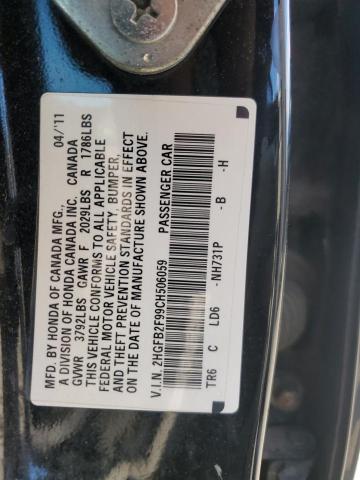 MFD. BY HONDA OF CANADA MFG., 04/'11
A DIVISION OF HONDA CANADA INC. CANADA
GVWR 3792LBS GAWR F 2029LBS R 1786LBS
THIS VEHICLE CONFORMS TO ALL APPLICABLE
FEDERAL MOTOR VEHICLE SAFETY, BUMPER,
AND THEFT PREVENTION STANDARDS IN EFFECT
ON THE DATE OF MANUFACTURE SHOWN ABOVE.
V.I.N. 2HGFB2F99CH506059 PASSENGER CAR
TR6 C LD6 -NH731P -B -H